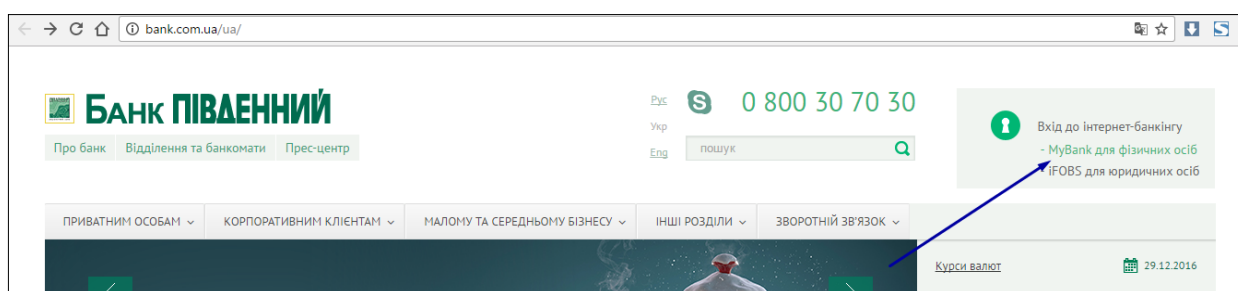 bank.com.ua/ua/
БАНК ПІВДЕННИЙ
Про банк Відділення та банкомати Прес-центр
Рус
Укр
Eng
0 800 30 70 30
пошук
Вхід до інтернет-банкінгу
- MyBank для фізичних осіб
- iFOBS для юридичних осіб
ПРИВАТНИМ ОСОБАМ
КОРПОРАТИВНИМ КЛІЄНТАМ
МАЛОМУ ТА СЕРЕДНЬОМУ БІЗНЕСУ
ІНШІ РОЗДІЛИ
ЗВОРОТНІЙ ЗВ'ЯЗОК
Курси валют
29.12.2016